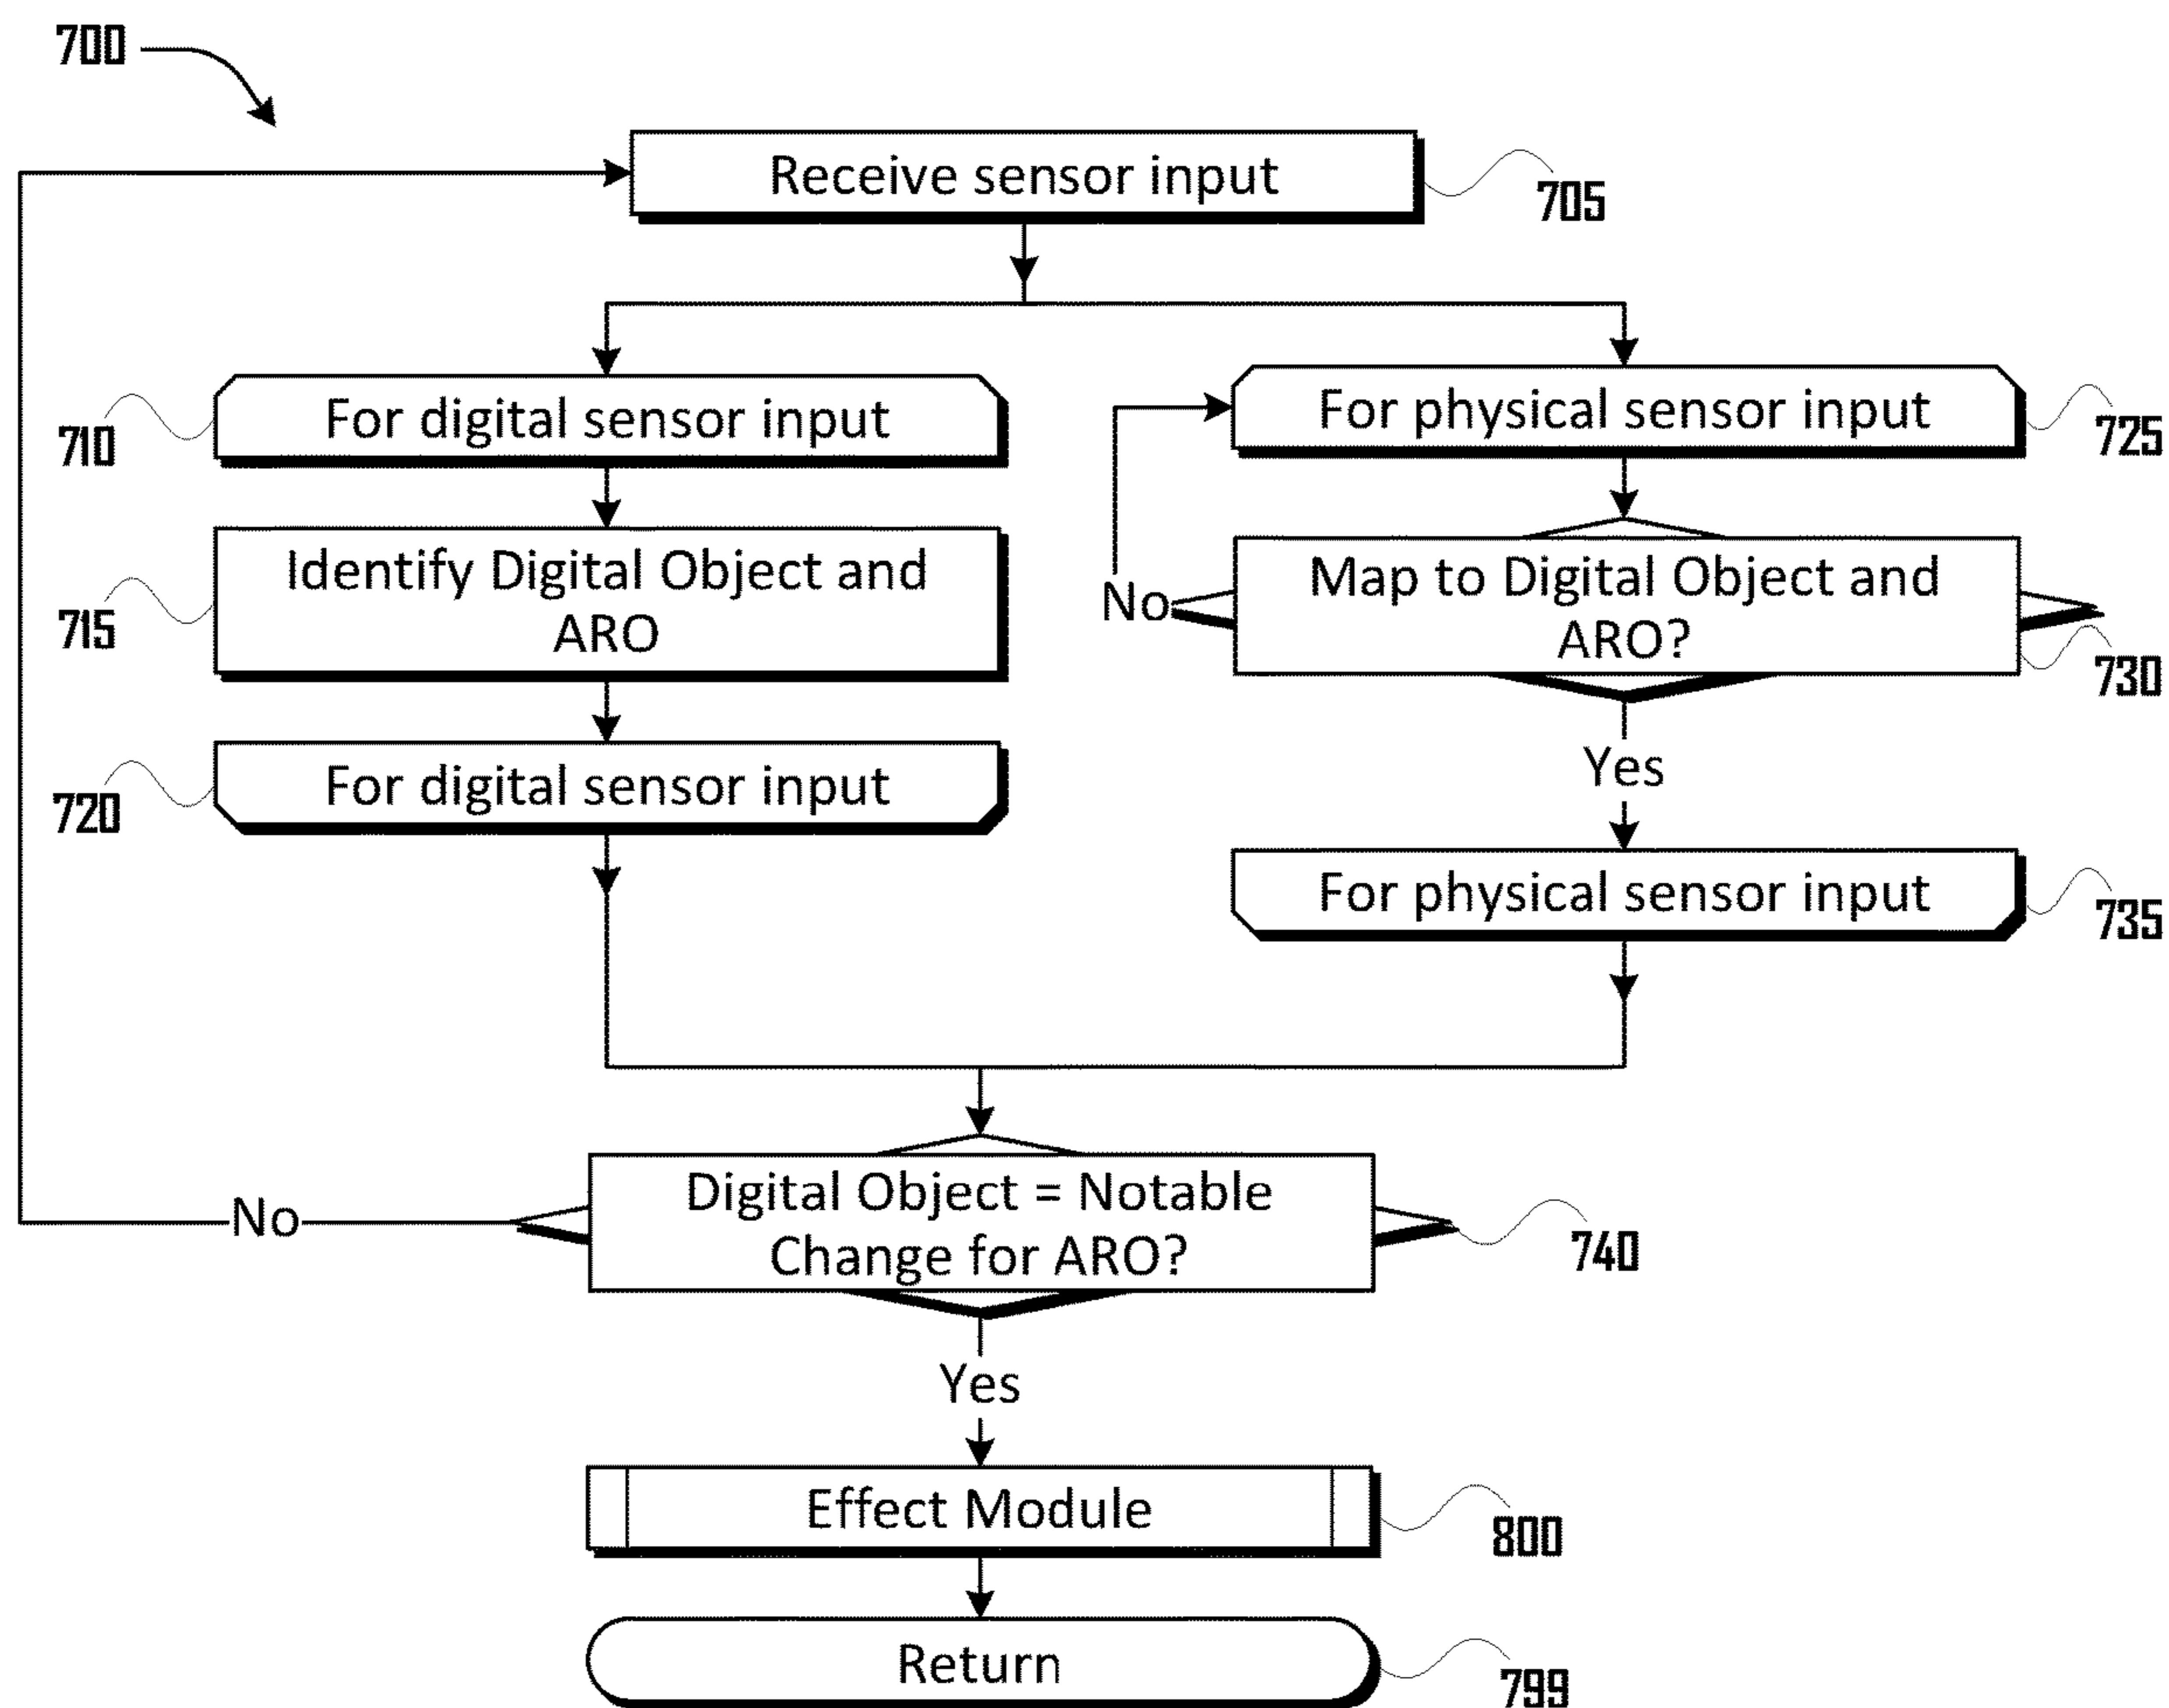 700
Receive sensor input
705
For digital sensor input
710
Identify Digital Object and
ARO
715
For digital sensor input
720
For physical sensor input
725
Map to Digital Object and
ARO?
730
No
Yes
For physical sensor input
735
Digital Object = Notable
Change for ARO?
740
No
Yes
Effect Module
800
Return
799